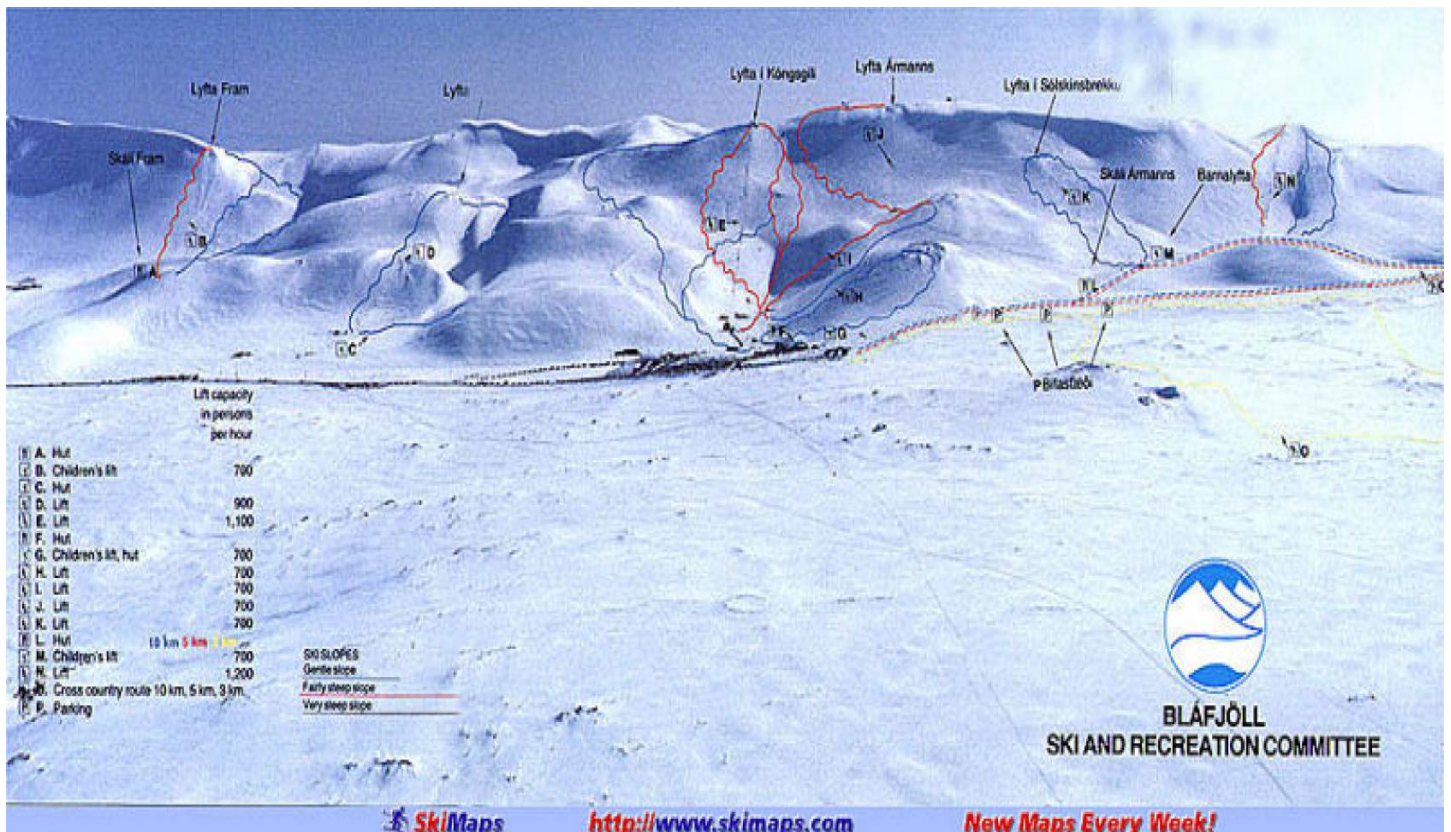 Lyfta Fram
Lyfta
Lyfta í Kóngsgili
Lyfta Ármanns
Lyfta í Sólskinsbrekku
Skáli Fram
Skáli Ármanns
Barnalyfta
J
N
K
B
E
D
I
M
A
H
L
G
F
C
P
P
P
P
O
Lift capacity
in persons
per hour
A. Hut
B. Children's lift 700
C. Hut
D. Lift 900
E. Lift 1,100
F. Hut
G. Children's lift, hut 700
H. Lift 700
I. Lift 700
J. Lift 700
K. Lift 700
L. Hut
10 km 5 km 3 km
M. Children's lift 700
N. Lift 1,200
O. Cross country route 10 km, 5 km, 3 km.
P. Parking
SKI SLOPES
Gentle slope
Fairly steep slope
Very steep slope
BLÁFJÖLL
SKI AND RECREATION COMMITTEE
SkiMaps
http://www.skimaps.com
New Maps Every Week!